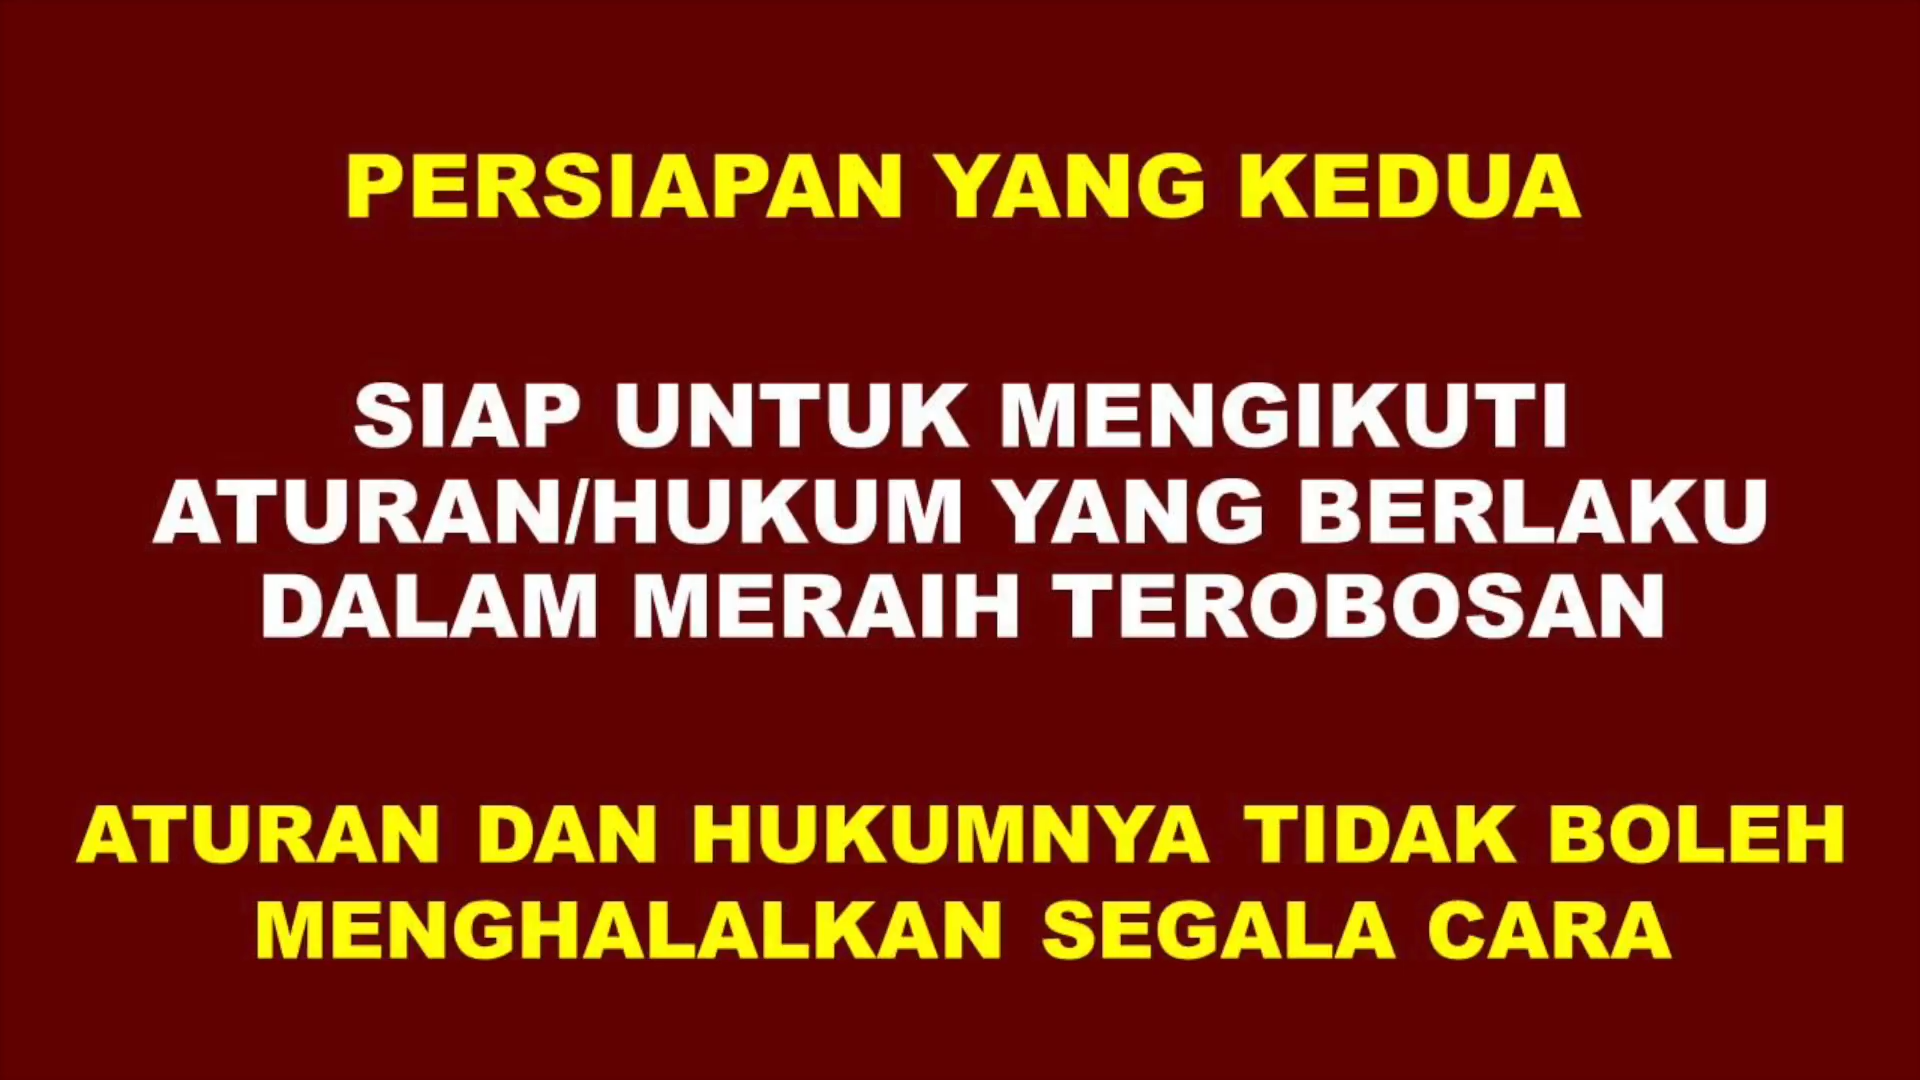 PERSIAPAN YANG KEDUA
SIAP UNTUK MENGIKUTI
ATURAN/HUKUM YANG BERLAKU
DALAM MERAIH TEROBOSAN
ATURAN DAN HUKUMNYA TIDAK BOLEH
MENGHALALKAN SEGALA CARA